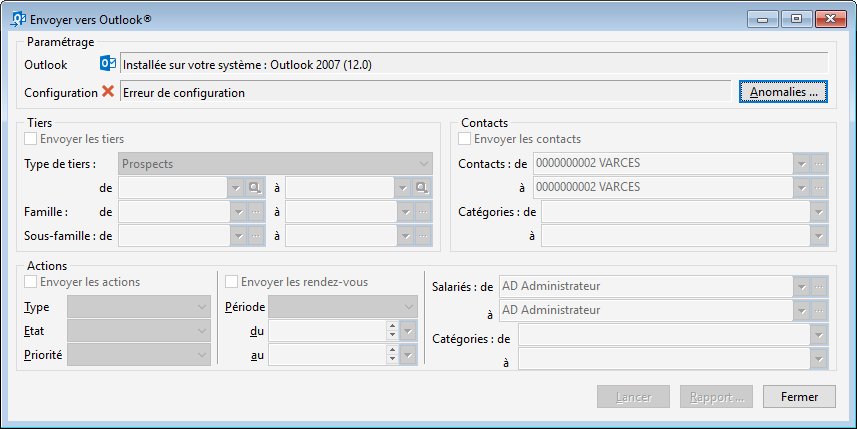 Envoyer vers Outlook®
Paramétrage
Outlook Installée sur votre système : Outlook 2007 (12.0)
Configuration Erreur de configuration Anomalies ...
Tiers
Envoyer les tiers
Type de tiers : Prospects
de à
Famille : de à
Sous-famille : de à
Contacts
Envoyer les contacts
Contacts : de 0000000002 VARCES
à 0000000002 VARCES
Catégories : de
à
Actions
Envoyer les actions
Type
Etat
Priorité
Envoyer les rendez-vous
Période
du
au
Salariés : de AD Administrateur
à AD Administrateur
Catégories : de
à
Lancer Rapport ... Fermer